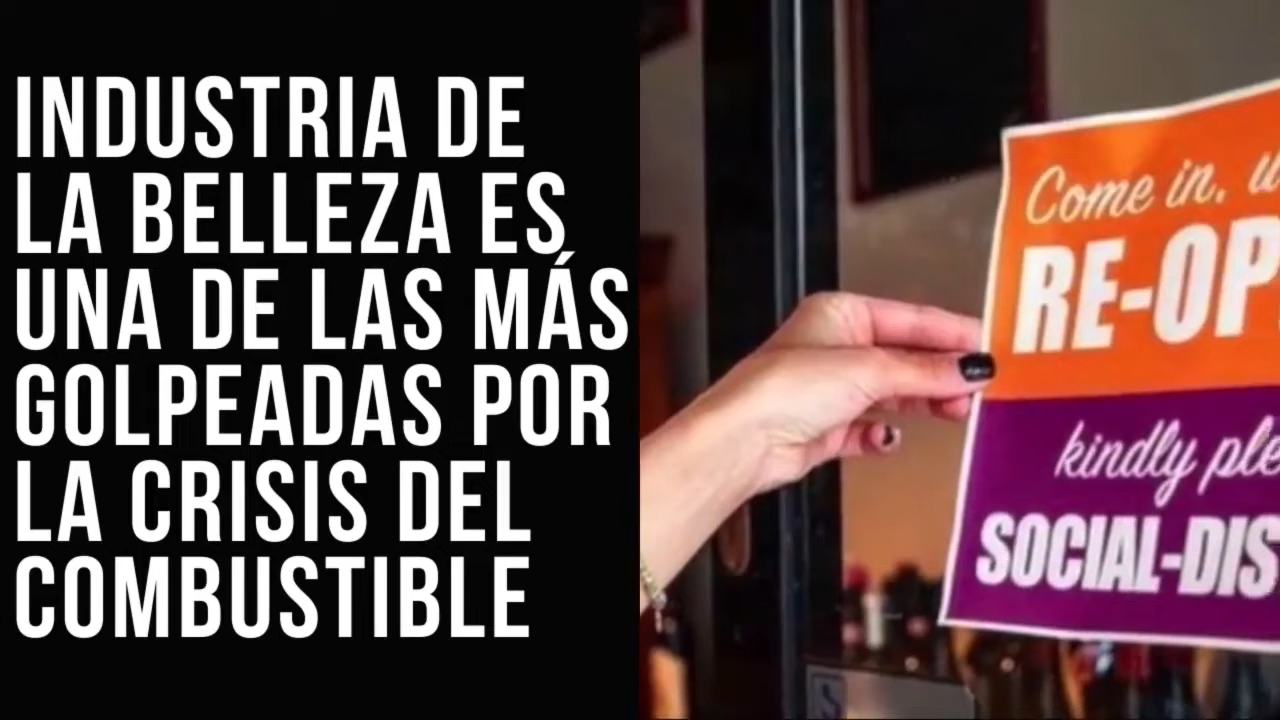 INDUSTRIA DE
LA BELLEZA ES
UNA DE LAS MÁS
GOLPEADAS POR
LA CRISIS DEL
COMBUSTIBLE
Come in,
RE-OP
kindly ple
SOCIAL-DIS